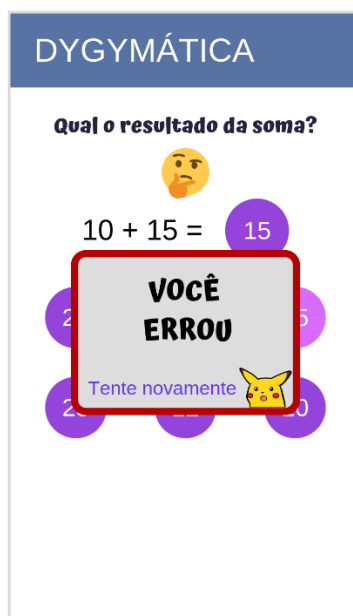 DYGYMÁTICA
Qual o resultado da soma?
10 + 15 = 15
VOCÊ
ERROU
Tente novamente